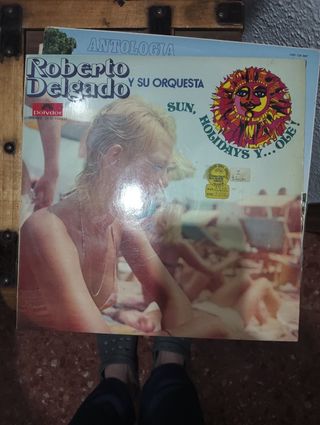 ANTOLOGIA
Roberto
Delgado Y SU ORQUESTA
Polydor
SUN, HOLIDAYS Y... OLE!